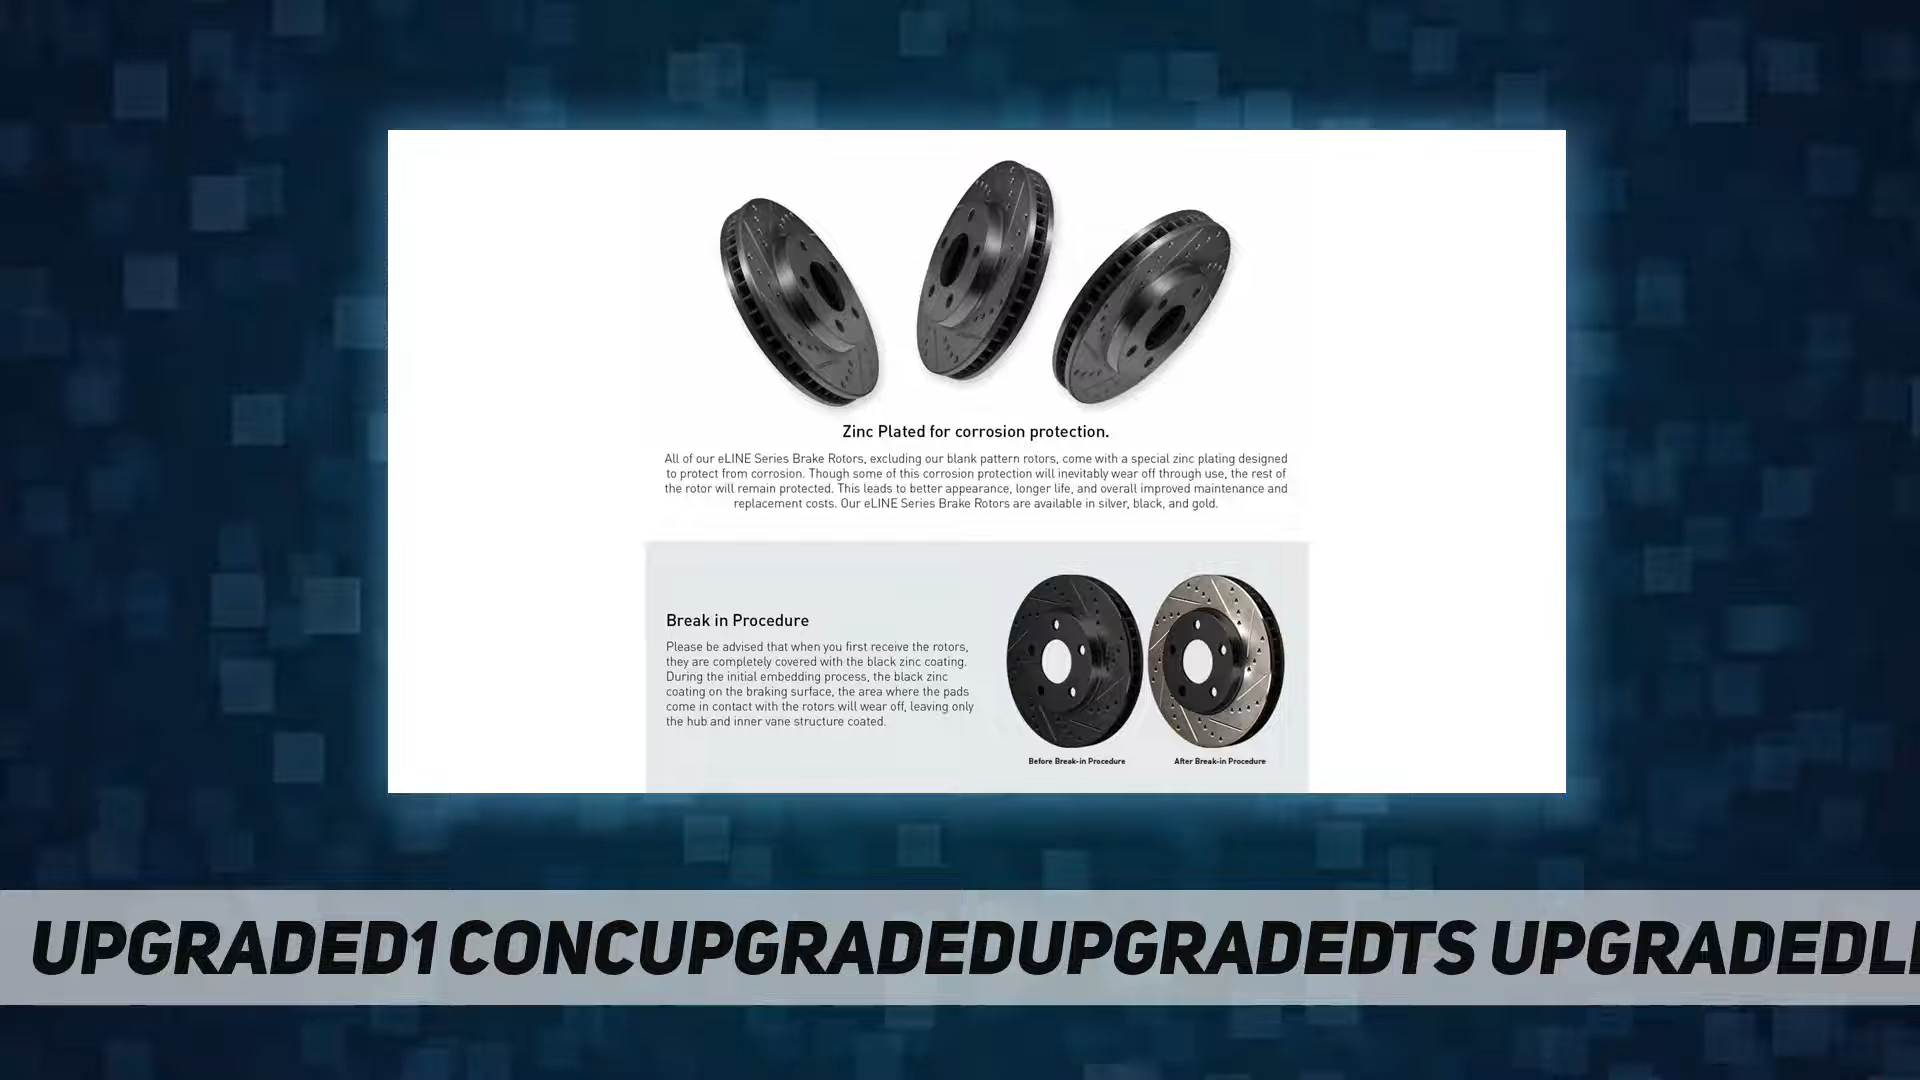 Zinc Plated for corrosion protection.
All of our eLINE Series Brake Rotors, excluding our blank pattern rotors, come with a special zinc plating designed
to protect from corrosion. Though some of this corrosion protection will inevitably wear off through use, the rest of
the rotor will remain protected. This leads to better appearance, longer life, and overall improved maintenance and
replacement costs. Our eLINE Series Brake Rotors are available in silver, black, and gold.
Break in Procedure
Please be advised that when you first receive the rotors,
they are completely covered with the black zinc coating.
During the initial embedding process, the black zinc
coating on the braking surface, the area where the pads
come in contact with the rotors will wear off, leaving only
the hub and inner vane structure coated.
Before Break-in Procedure
After Break-in Procedure
UPGRADED1 CONCUPGRADEDUPGRADEDTS UPGRADEDL